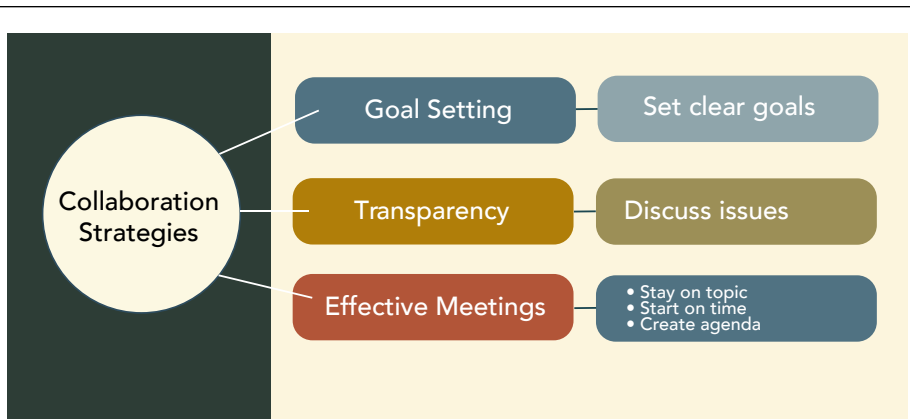 Collaboration
Strategies
Goal Setting
Set clear goals
Transparency
Discuss issues
Effective Meetings
• Stay on topic
• Start on time
• Create agenda